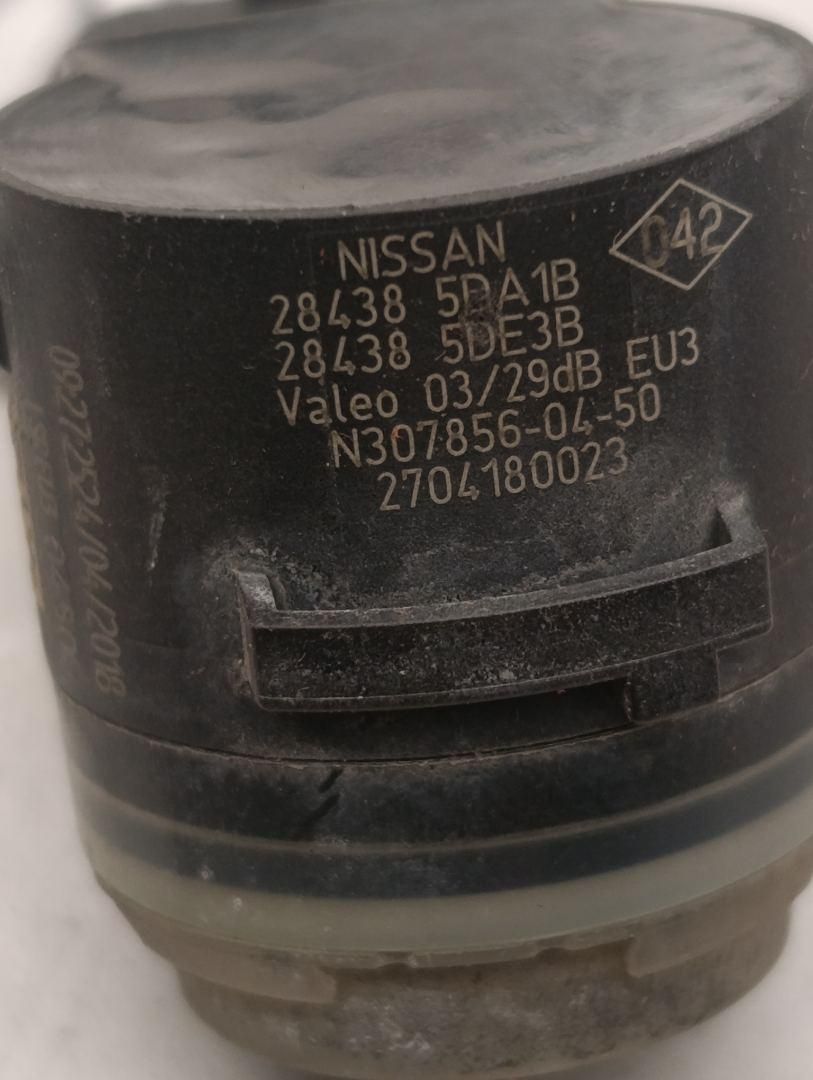 042
NISSAN
28438 5DA1B
28438 5DE3B
Valeo 03/29dB EU3
N307856-04-50
2704180023